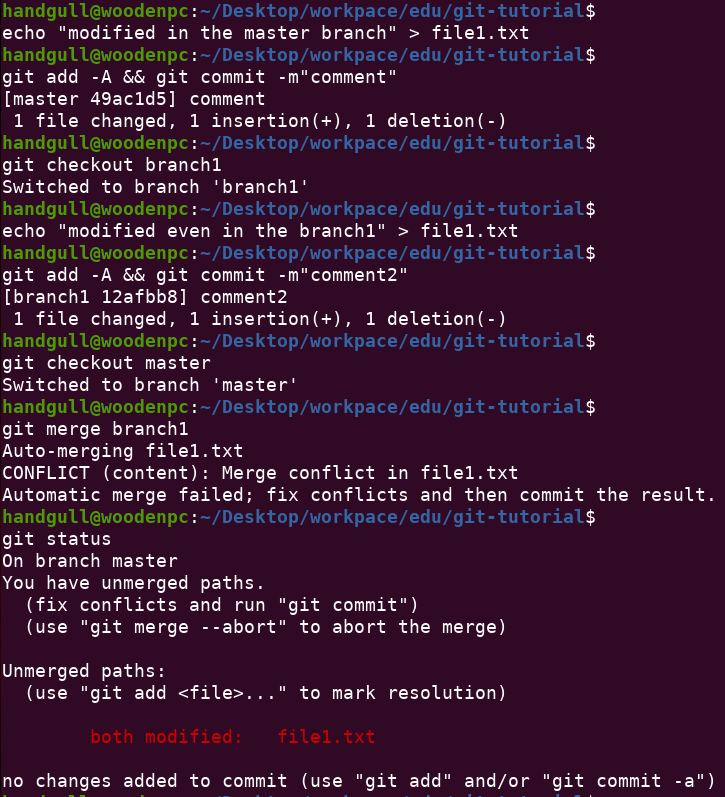 handgull@woodenpc:~/Desktop/workpace/edu/git-tutorial$
echo "modified in the master branch" > file1.txt
handgull@woodenpc:~/Desktop/workpace/edu/git-tutorial$
git add -A && git commit -m"comment"
[master 49ac1d5] comment
 1 file changed, 1 insertion(+), 1 deletion(-)
handgull@woodenpc:~/Desktop/workpace/edu/git-tutorial$
git checkout branch1
Switched to branch 'branch1'
handgull@woodenpc:~/Desktop/workpace/edu/git-tutorial$
echo "modified even in the branch1" > file1.txt
handgull@woodenpc:~/Desktop/workpace/edu/git-tutorial$
git add -A && git commit -m"comment2"
[branch1 12afbb8] comment2
 1 file changed, 1 insertion(+), 1 deletion(-)
handgull@woodenpc:~/Desktop/workpace/edu/git-tutorial$
git checkout master
Switched to branch 'master'
handgull@woodenpc:~/Desktop/workpace/edu/git-tutorial$
git merge branch1
Auto-merging file1.txt
CONFLICT (content): Merge conflict in file1.txt
Automatic merge failed; fix conflicts and then commit the result.
handgull@woodenpc:~/Desktop/workpace/edu/git-tutorial$
git status
On branch master
You have unmerged paths.
  (fix conflicts and run "git commit")
  (use "git merge --abort" to abort the merge)

Unmerged paths:
  (use "git add <file>..." to mark resolution)

        both modified:   file1.txt

no changes added to commit (use "git add" and/or "git commit -a")